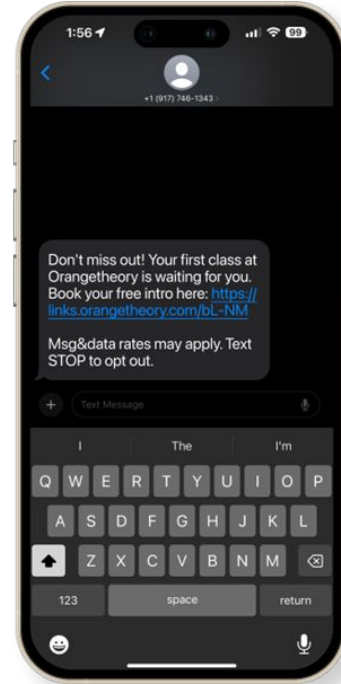 1:56
99
+1 (917) 746-1343
Don't miss out! Your first class at
Orangetheory is waiting for you.
Book your free intro here: https://
links.orangetheory.com/bL-NM
Msg&data rates may apply. Text
STOP to opt out.
Text Message
I The I'm
Q W E R T Y U I O P
A S D F G H J K L
Z X C V B N M
123 space return